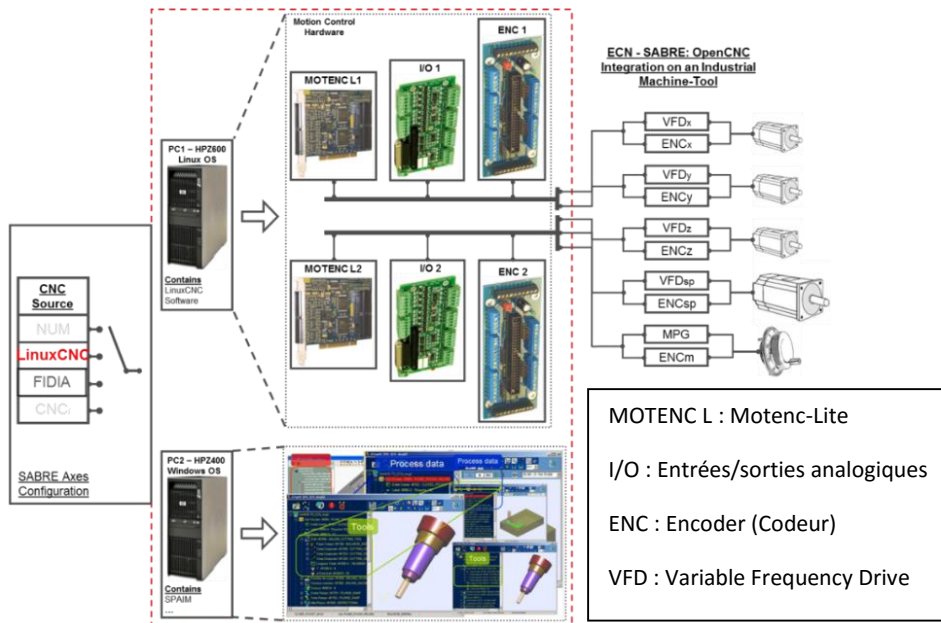 Motion Control
Hardware
MOTENC L1
I/O 1
ENC 1
ECN - SABRE: OpenCNC
Integration on an Industrial
Machine-Tool
PC1 – HPZ600
Linux OS
Contains
LinuxCNC
Software
MOTENC L2
I/O 2
ENC 2
VFDx
ENCx
VFDy
ENCy
VFDz
ENCz
VFDsp
ENCsp
MPG
ENCm
CNC
Source
NUM
LinuxCNC
FIDIA
CNCi
SABRE Axes
Configuration
PC2 – HPZ400
Windows OS
Contains
SPAIM
...
Process data
Process data
Tools
Tools
MOTENC L : Motenc-Lite
I/O : Entrées/sorties analogiques
ENC : Encoder (Codeur)
VFD : Variable Frequency Drive